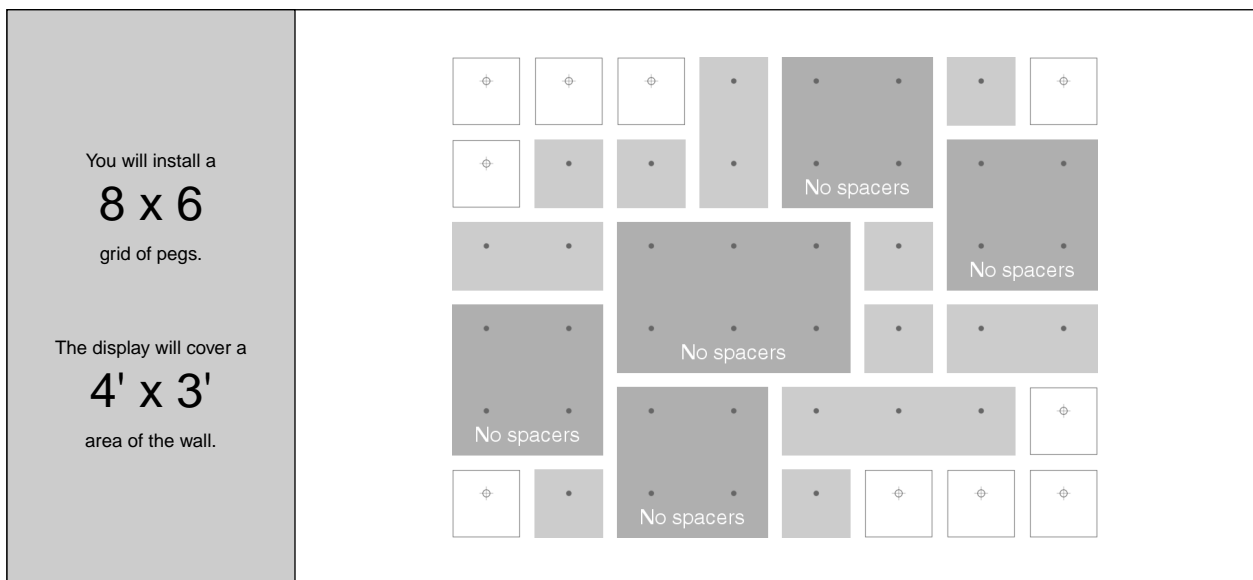 You will install a
8 x 6
grid of pegs.
The display will cover a
4' x 3'
area of the wall.
No spacers
No spacers
No spacers
No spacers
No spacers